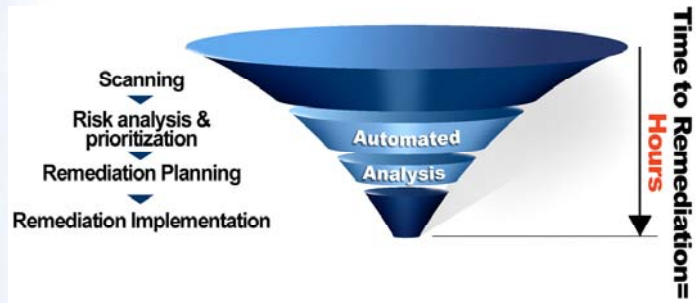 Scanning
Risk analysis &
prioritization
Remediation Planning
Remediation Implementation
Automated
Analysis
Time to Remediation=
Hours